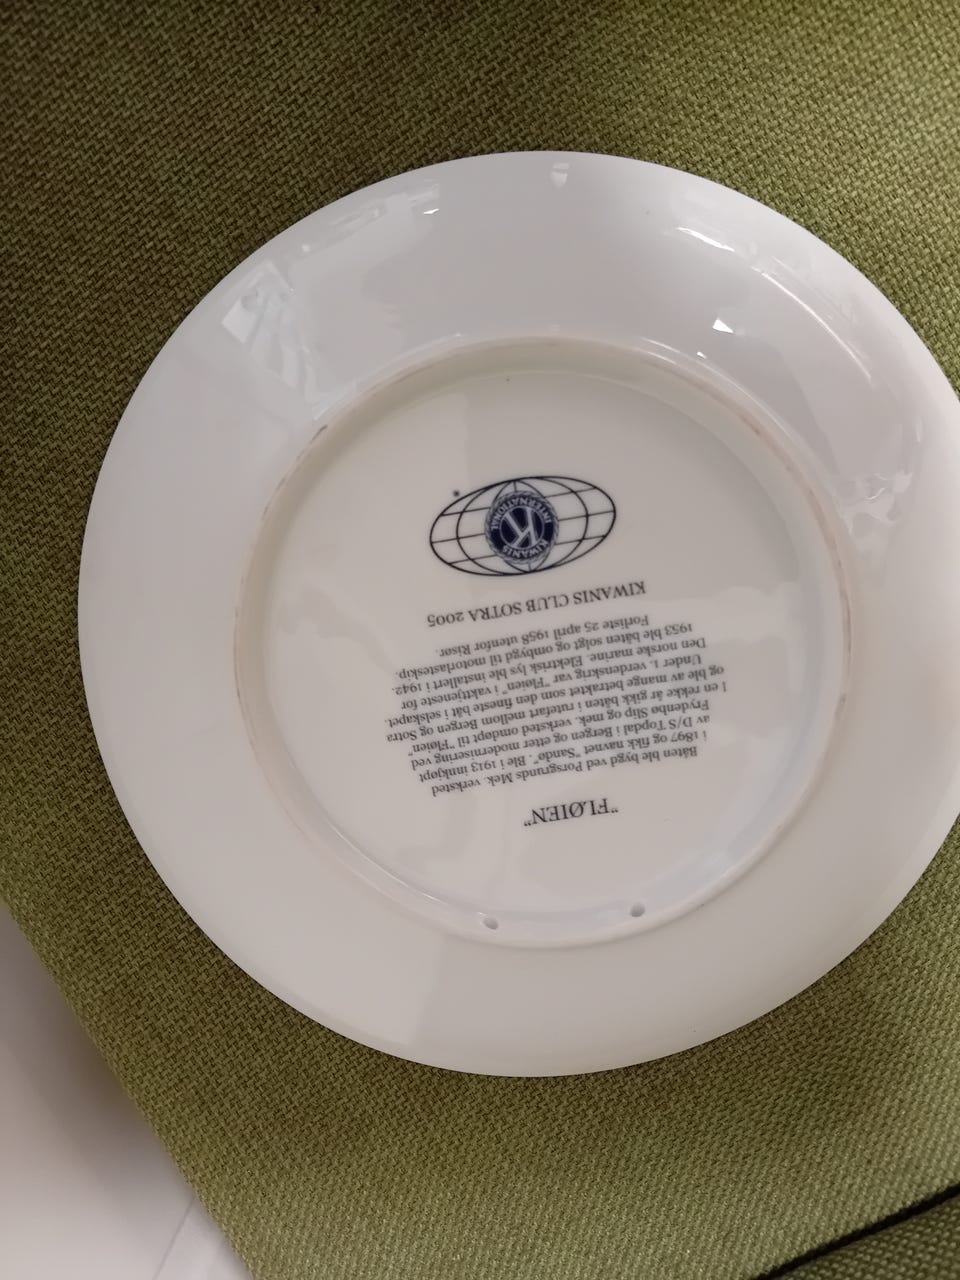 "FLØIEN"
Båten ble bygd ved Porsgrunds Mek. verksted
i 1897 og fikk navnet "Sandø". Ble i 1913 innkjøpt
av D/S Topdal i Bergen og etter modernisering ved
Frydenbø Slip og mek. verksted omdøpt til "Fløien"
I en rekke år gikk båten i rutefart mellom Bergen og Sotra
og ble av mange betraktet som den fineste båt i selskapet.
Under 1. verdenskrig var "Fløien" i vakttjeneste for
Den norske marine. Elektrisk lys ble installert i 1942.
1953 ble båten solgt og ombygd til motorlasteskip.
Forliste 25 april 1958 utenfor Risør.
KIWANIS CLUB SOTRA 2005
KIWANIS
K
INTERNATIONAL